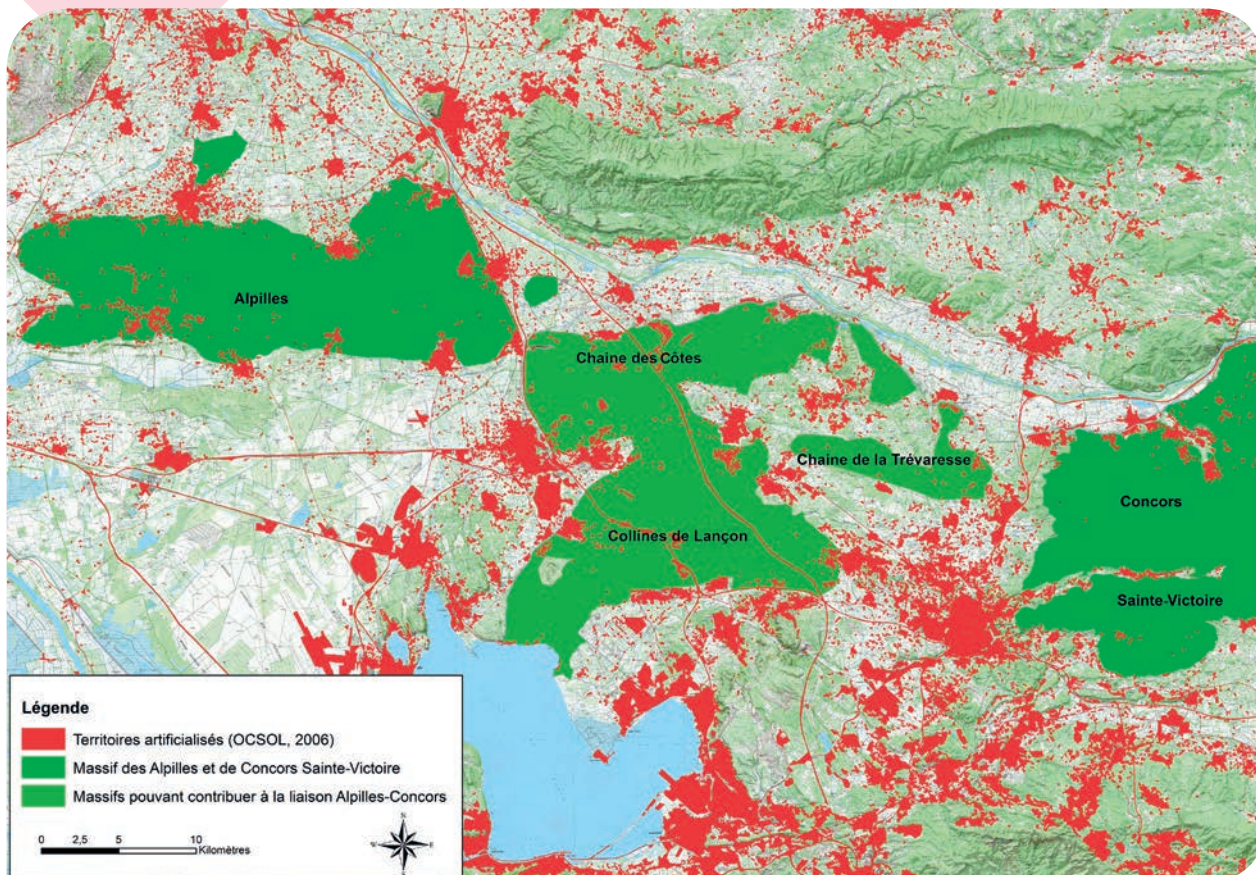 Alpilles
Chaine des Côtes
Chaine de la Trévaresse
Concors
Collines de Lançon
Sainte-Victoire
Légende
Territoires artificialisés (OCSOL, 2006)
Massif des Alpilles et de Concors Sainte-Victoire
Massifs pouvant contribuer à la liaison Alpilles-Concors
0 2,5 5 10
Kilomètres
N
W E
S